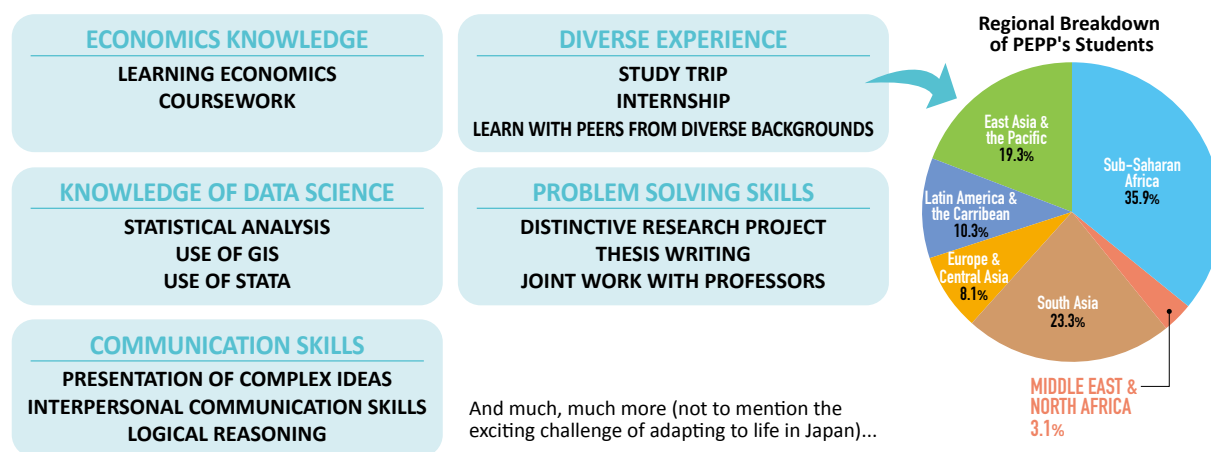 ECONOMICS KNOWLEDGE
LEARNING ECONOMICS
COURSEWORK
DIVERSE EXPERIENCE
STUDY TRIP
INTERNSHIP
LEARN WITH PEERS FROM DIVERSE BACKGROUNDS
KNOWLEDGE OF DATA SCIENCE
STATISTICAL ANALYSIS
USE OF GIS
USE OF STATA
PROBLEM SOLVING SKILLS
DISTINCTIVE RESEARCH PROJECT
THESIS WRITING
JOINT WORK WITH PROFESSORS
COMMUNICATION SKILLS
PRESENTATION OF COMPLEX IDEAS
INTERPERSONAL COMMUNICATION SKILLS
LOGICAL REASONING
And much, much more (not to mention the
exciting challenge of adapting to life in Japan)...
Regional Breakdown
of PEPP's Students
East Asia &
the Pacific
19.3%
Sub-Saharan
Africa
35.9%
Latin America &
the Carribean
10.3%
Europe &
Central Asia
8.1%
South Asia
23.3%
MIDDLE EAST &
NORTH AFRICA
3.1%